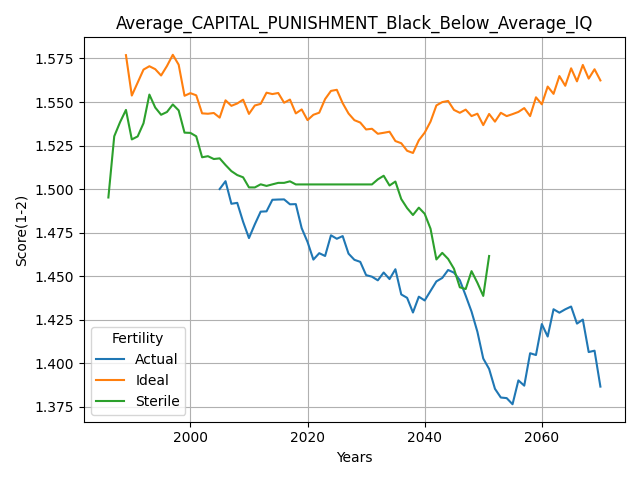 Average_CAPITAL_PUNISHMENT_Black_Below_Average_IQ
Score(1-2)
1.575
1.550
1.525
1.500
1.475
1.450
1.425
1.400
1.375
Fertility
Actual
Ideal
Sterile
2000
2020
2040
2060
Years